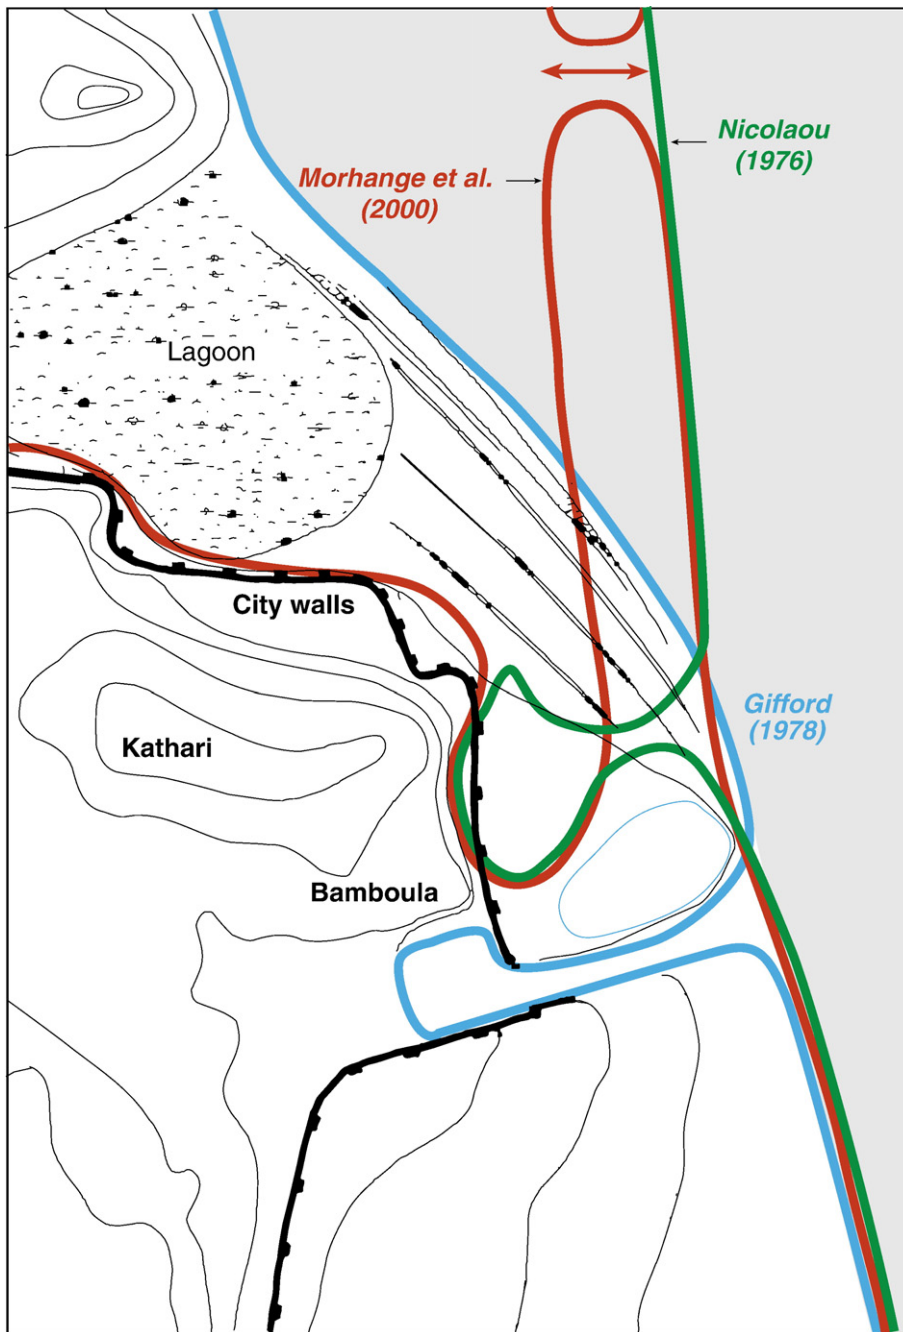 Nicolaou
(1976)
Morhange et al.
(2000)
Lagoon
City walls
Gifford
(1978)
Kathari
Bamboula